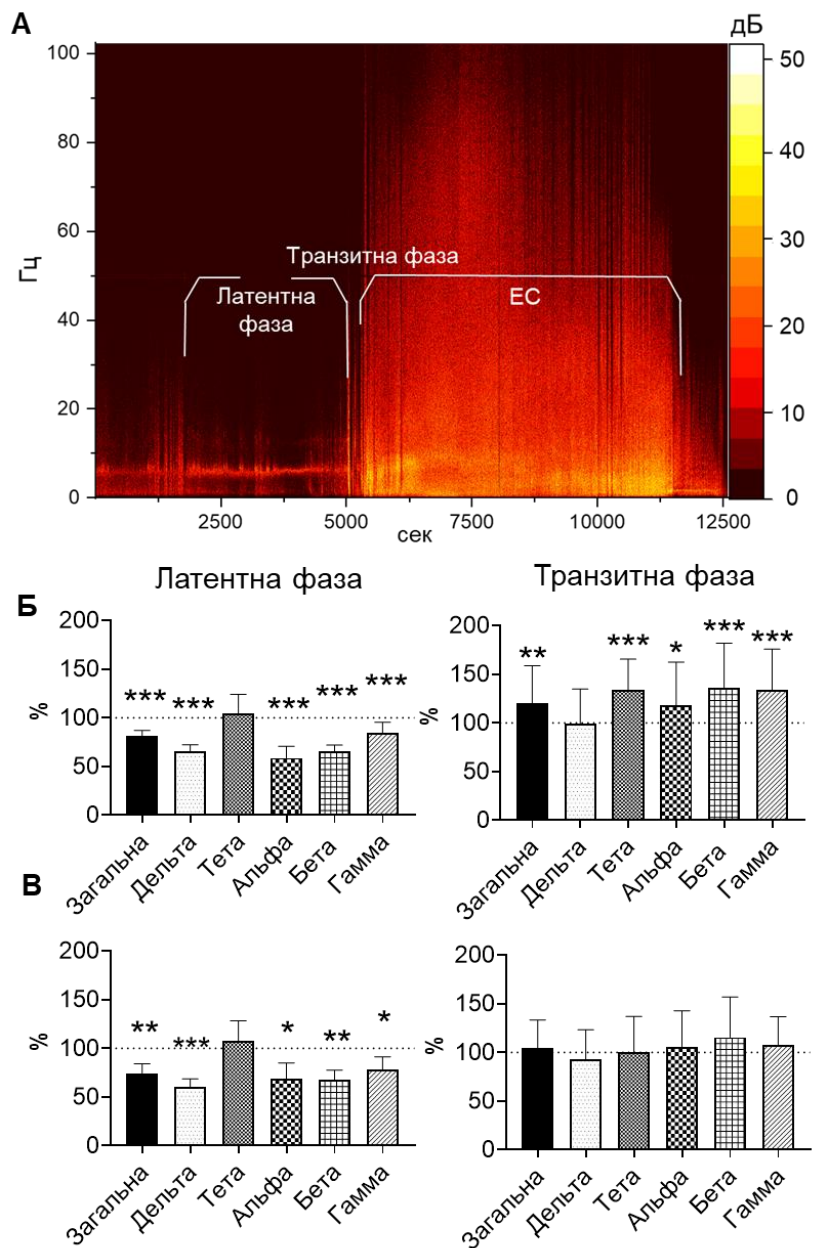 А
дБ
100
80
60
40
20
0
Гц
50
40
30
20
10
0
Транзитна фаза
Латентна
фаза
ЕС
2500
5000
7500
10000
12500
сек
Латентна фаза
Транзитна фаза
Б
200
150
100
50
0
%
*** *** *** *** ***
Загальна
Дельта
Тета
Альфа
Бета
Гамма
200
150
100
50
0
%
** *** * *** ***
Загальна
Дельта
Тета
Альфа
Бета
Гамма
В
200
150
100
50
0
%
** *** * ** *
Загальна
Дельта
Тета
Альфа
Бета
Гамма
200
150
100
50
0
%
Загальна
Дельта
Тета
Альфа
Бета
Гамма